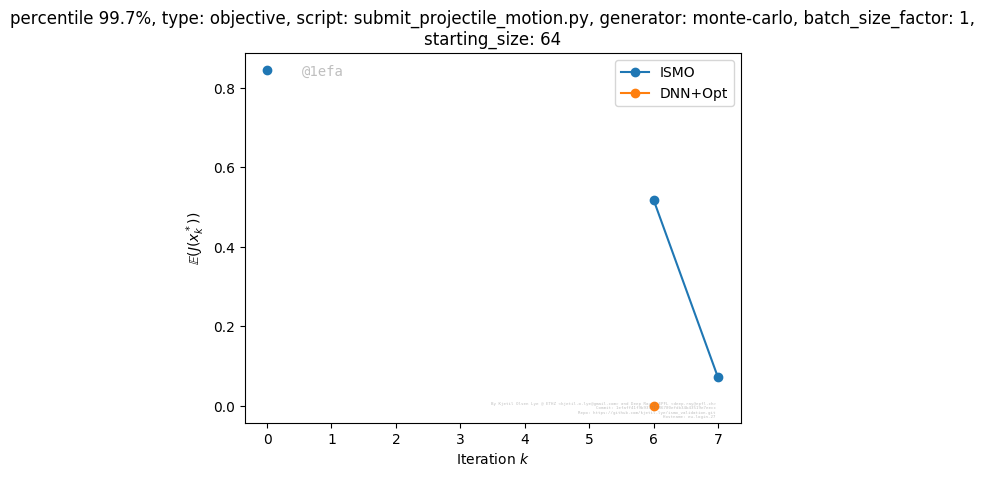 percentile 99.7%, type: objective, script: submit_projectile_motion.py, generator: monte-carlo, batch_size_factor: 1,
starting_size: 64
@1efa
ISMO
DNN+Opt
0.8
0.6
0.4
0.2
0.0
𝔼(J(x_k^*))
0 1 2 3 4 5 6 7
Iteration k